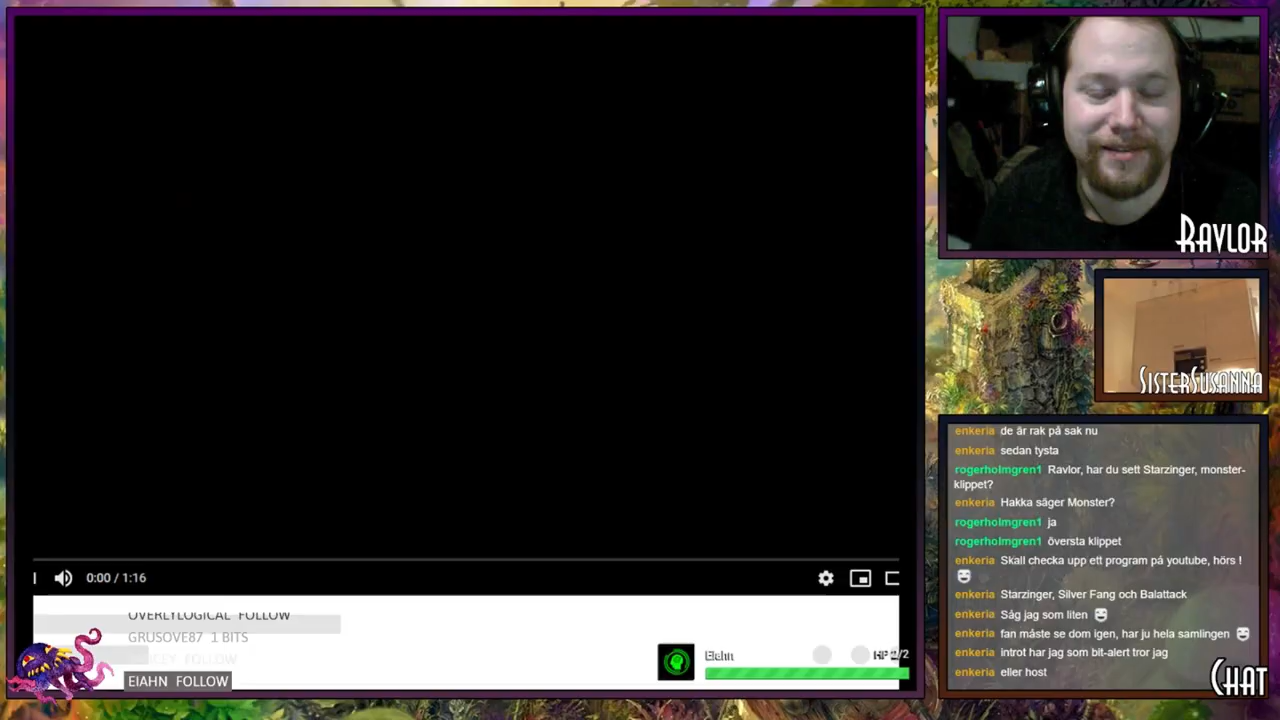 RAVLOR
SISTERSUSANNA
enkeria de är rak på sak nu
enkeria sedan tysta
rogerholmgren1 Ravlor, har du sett Starzinger, monster-
klippet?
enkeria Hakka säger Monster?
rogerholmgren1 ja
rogerholmgren1 översta klippet
enkeria Skall checka upp ett program på youtube, hörs !
enkeria Starzinger, Silver Fang och Balattack
enkeria Såg jag som liten
enkeria fan måste se dom igen, har ju hela samlingen
enkeria introt har jag som bit-alert tror jag
enkeria eller host
CHAT
0:00 / 1:16
OVERLYLOGICAL FOLLOW
GRUSOVE87 1 BITS
FOLLOW
EIAHN FOLLOW
Eiahn
HP 2/2